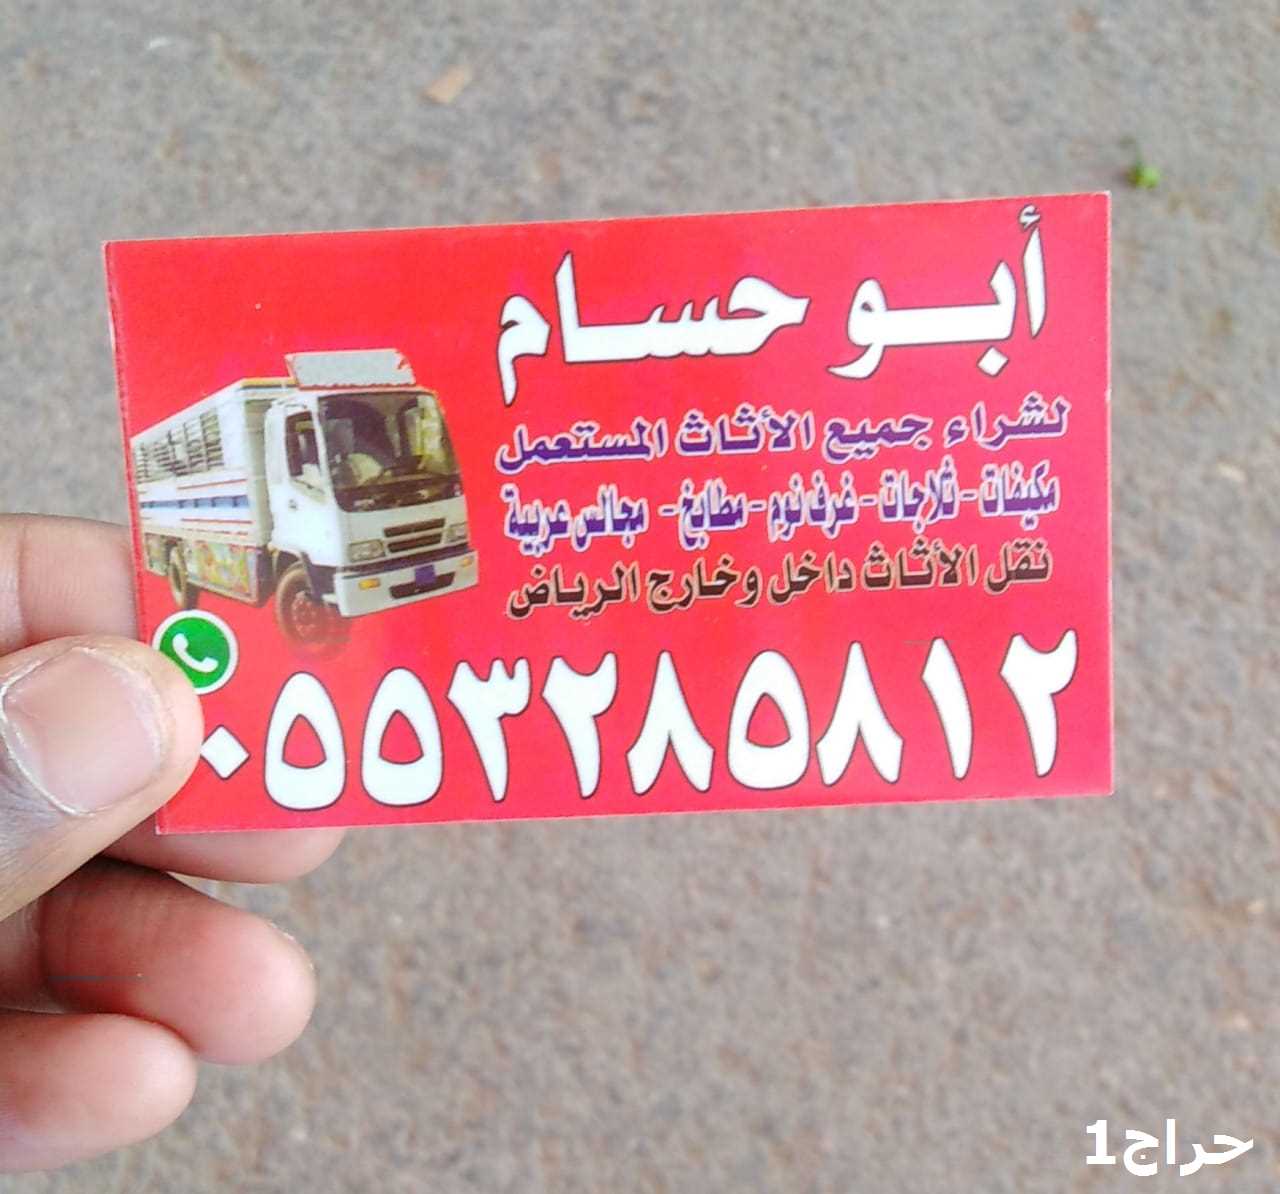 أبو حسام
لشراء جميع الأثاث المستعمل
مكيفات - ثلاجات - غرف نوم - مطابخ - مجالس عربية
نقل الأثاث داخل وخارج الرياض
٠٥٥٣٢٨٥٨١٢
حراج1